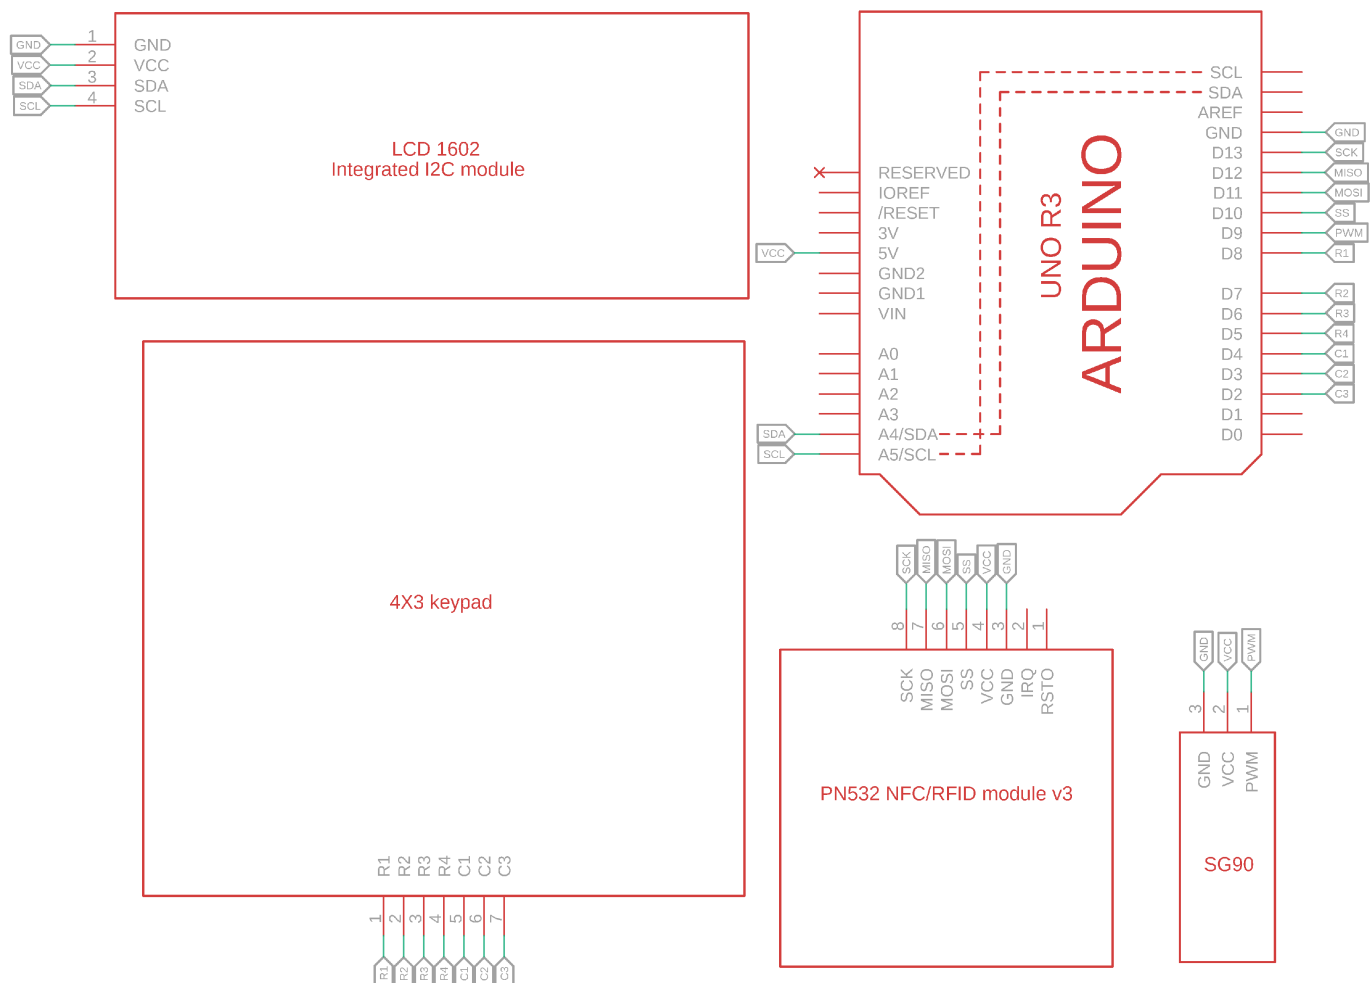 GND 1 GND
VCC 2 VCC
SDA 3 SDA
SCL 4 SCL
LCD 1602
Integrated I2C module
RESERVED
IOREF
/RESET
3V
VCC 5V
GND2
GND1
VIN
A0
A1
A2
A3
SDA A4/SDA
SCL A5/SCL
UNO R3
ARDUINO
SCL
SDA
AREF
GND GND
D13 SCK
D12 MISO
D11 MOSI
D10 SS
D9 PWM
D8 R1
D7 R2
D6 R3
D5 R4
D4 C1
D3 C2
D2 C3
D1
D0
4X3 keypad
R1 R2 R3 R4 C1 C2 C3
1 2 3 4 5 6 7
R1 R2 R3 R4 C1 C2 C3
SCK MISO MOSI SS VCC GND
8 7 6 5 4 3 2 1
SCK MISO MOSI SS VCC GND IRQ RSTO
PN532 NFC/RFID module v3
GND VCC PWM
3 2 1
GND VCC PWM
SG90